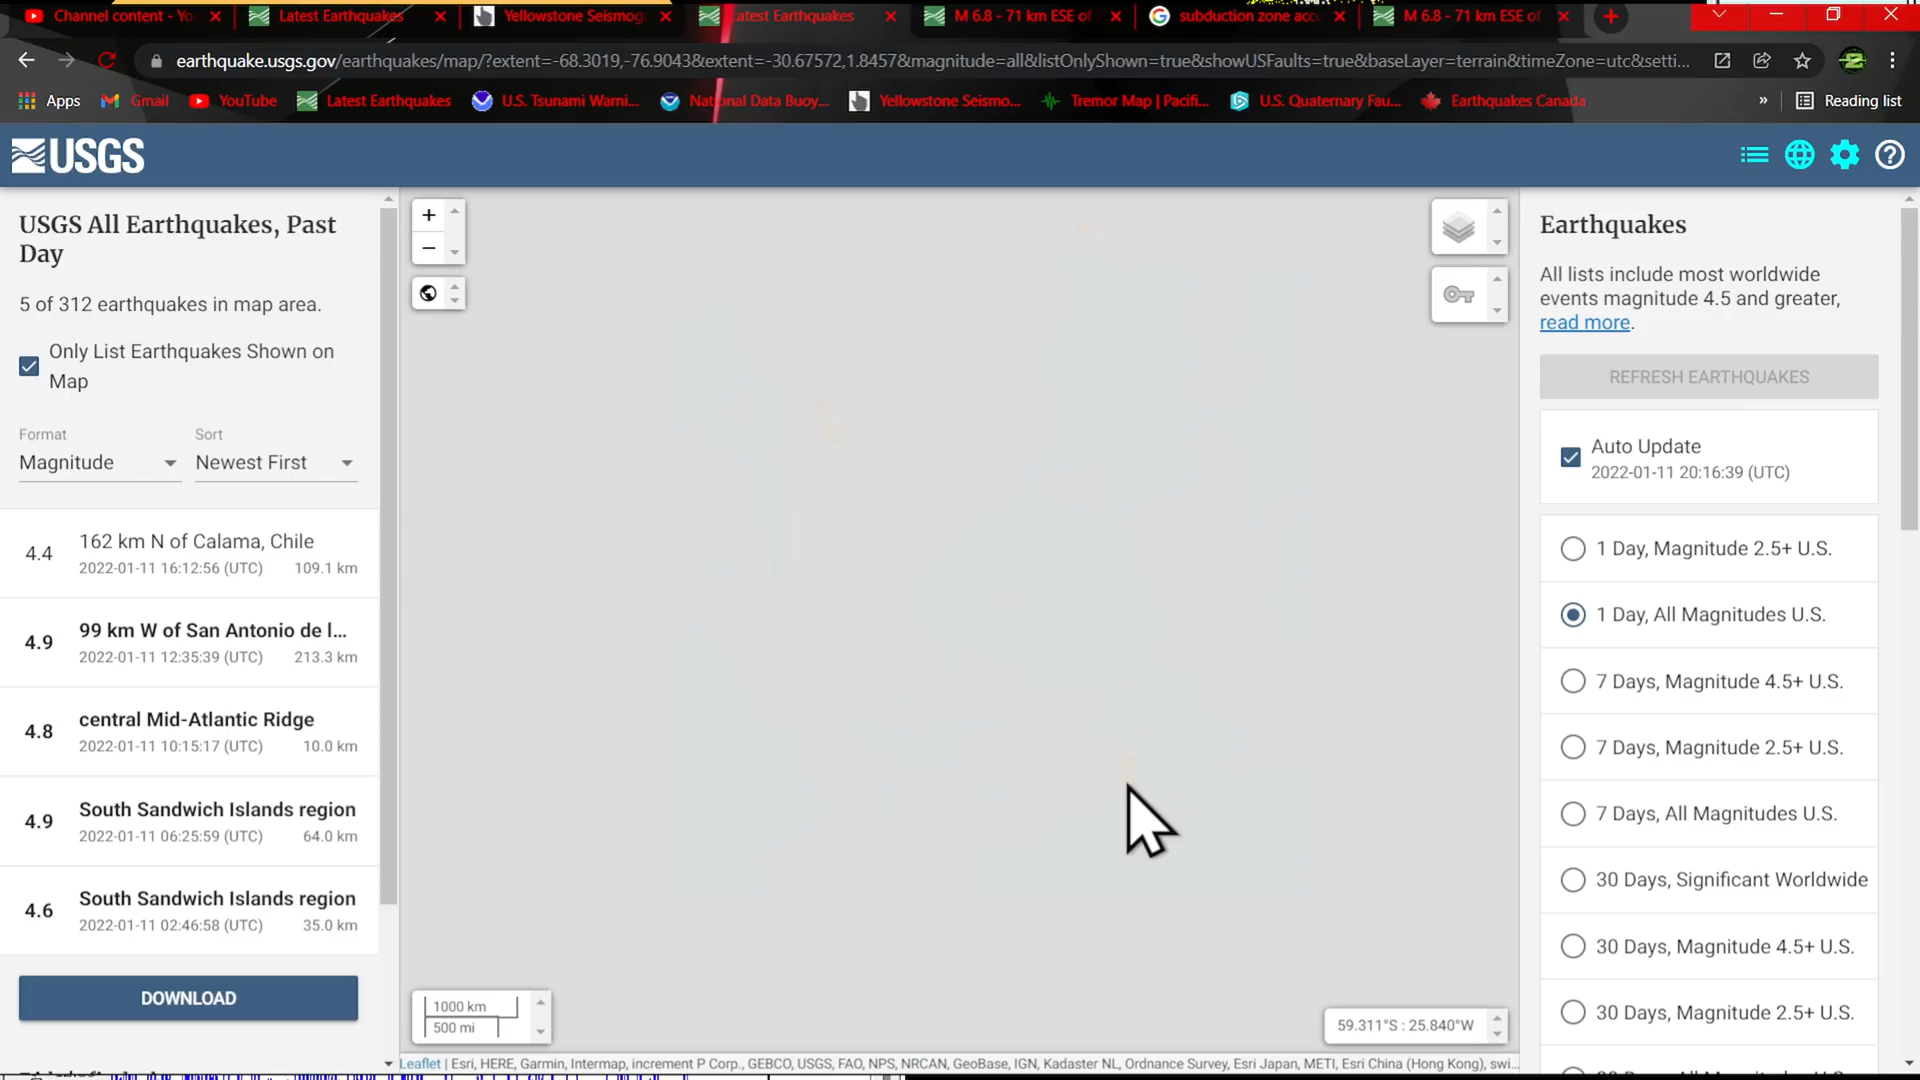 Channel content - Yo
Latest Earthquakes
Yellowstone Seismog
Latest Earthquakes
M 6.8 - 71 km ESE of
subduction zone acc
M 6.8 - 71 km ESE of
earthquake.usgs.gov/earthquakes/map/?extent=-68.3019,-76.9043&extent=-30.67572,1.8457&magnitude=all&listOnlyShown=true&showUSFaults=true&baseLayer=terrain&timeZone=utc&setti...
Apps
Gmail
YouTube
Latest Earthquakes
U.S. Tsunami Warni...
National Data Buoy...
Yellowstone Seismo...
Tremor Map | Pacifi...
U.S. Quaternary Fau...
Earthquakes Canada
»
Reading list
USGS
USGS All Earthquakes, Past
Day
5 of 312 earthquakes in map area.
Only List Earthquakes Shown on
Map
Format
Sort
Magnitude
Newest First
4.4
162 km N of Calama, Chile
2022-01-11 16:12:56 (UTC) 109.1 km
4.9
99 km W of San Antonio de l...
2022-01-11 12:35:39 (UTC) 213.3 km
4.8
central Mid-Atlantic Ridge
2022-01-11 10:15:17 (UTC) 10.0 km
4.9
South Sandwich Islands region
2022-01-11 06:25:59 (UTC) 64.0 km
4.6
South Sandwich Islands region
2022-01-11 02:46:58 (UTC) 35.0 km
DOWNLOAD
+
−
1000 km
500 mi
59.311°S : 25.840°W
Leaflet | Esri, HERE, Garmin, Intermap, increment P Corp., GEBCO, USGS, FAO, NPS, NRCAN, GeoBase, IGN, Kadaster NL, Ordnance Survey, Esri Japan, METI, Esri China (Hong Kong), swi...
Earthquakes
All lists include most worldwide
events magnitude 4.5 and greater,
read more.
REFRESH EARTHQUAKES
Auto Update
2022-01-11 20:16:39 (UTC)
1 Day, Magnitude 2.5+ U.S.
1 Day, All Magnitudes U.S.
7 Days, Magnitude 4.5+ U.S.
7 Days, Magnitude 2.5+ U.S.
7 Days, All Magnitudes U.S.
30 Days, Significant Worldwide
30 Days, Magnitude 4.5+ U.S.
30 Days, Magnitude 2.5+ U.S.